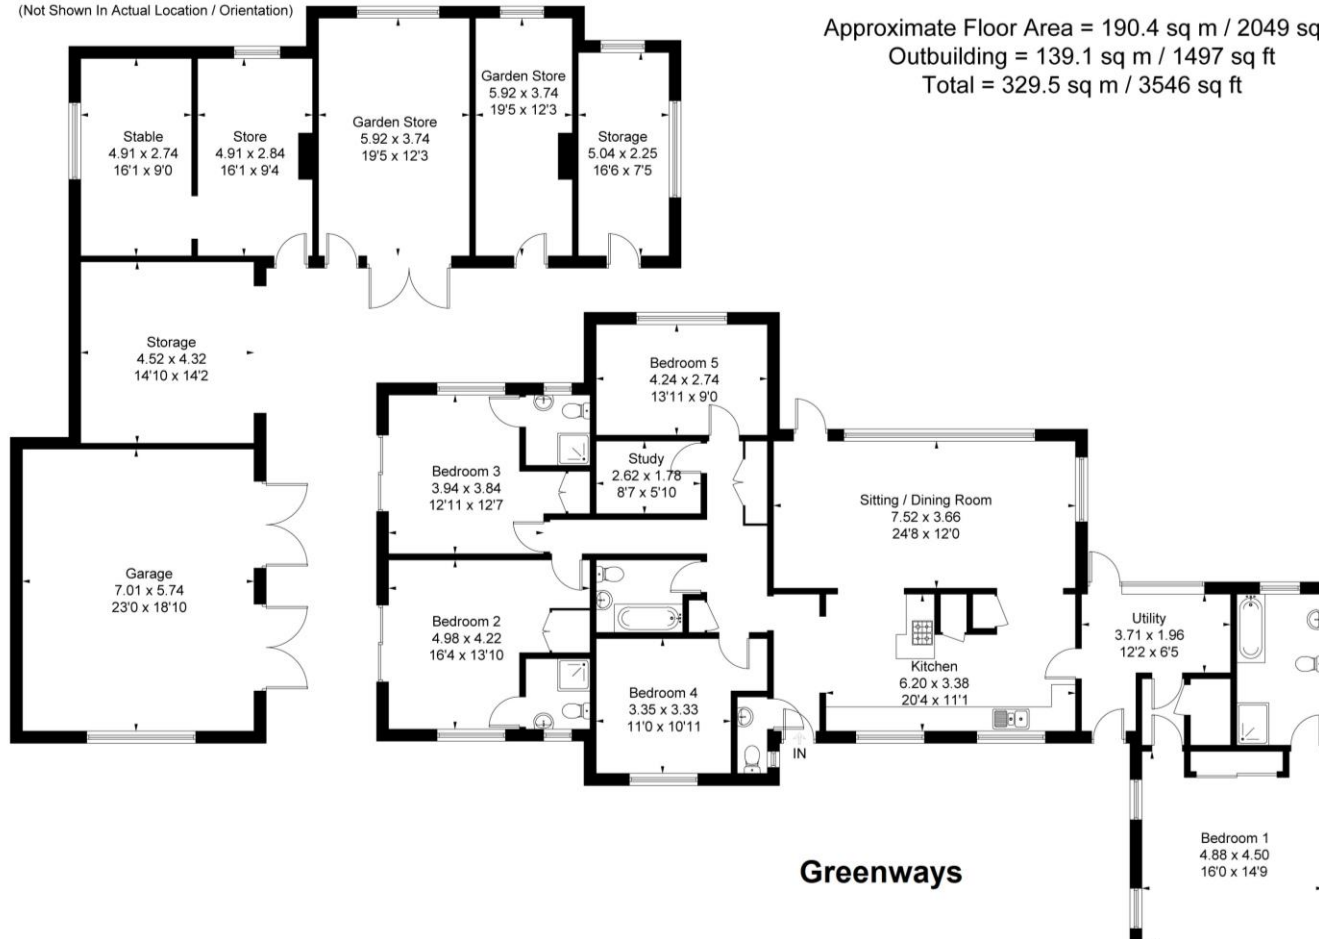 (Not Shown In Actual Location / Orientation)
Approximate Floor Area = 190.4 sq m / 2049 sq
Outbuilding = 139.1 sq m / 1497 sq ft
Total = 329.5 sq m / 3546 sq ft
Stable
4.91 x 2.74
16'1 x 9'0
Store
4.91 x 2.84
16'1 x 9'4
Garden Store
5.92 x 3.74
19'5 x 12'3
Garden Store
5.92 x 3.74
19'5 x 12'3
Storage
5.04 x 2.25
16'6 x 7'5
Storage
4.52 x 4.32
14'10 x 14'2
Garage
7.01 x 5.74
23'0 x 18'10
Bedroom 5
4.24 x 2.74
13'11 x 9'0
Bedroom 3
3.94 x 3.84
12'11 x 12'7
Study
2.62 x 1.78
8'7 x 5'10
Sitting / Dining Room
7.52 x 3.66
24'8 x 12'0
Bedroom 2
4.98 x 4.22
16'4 x 13'10
Bedroom 4
3.35 x 3.33
11'0 x 10'11
Kitchen
6.20 x 3.38
20'4 x 11'1
Utility
3.71 x 1.96
12'2 x 6'5
IN
Bedroom 1
4.88 x 4.50
16'0 x 14'9
Greenways